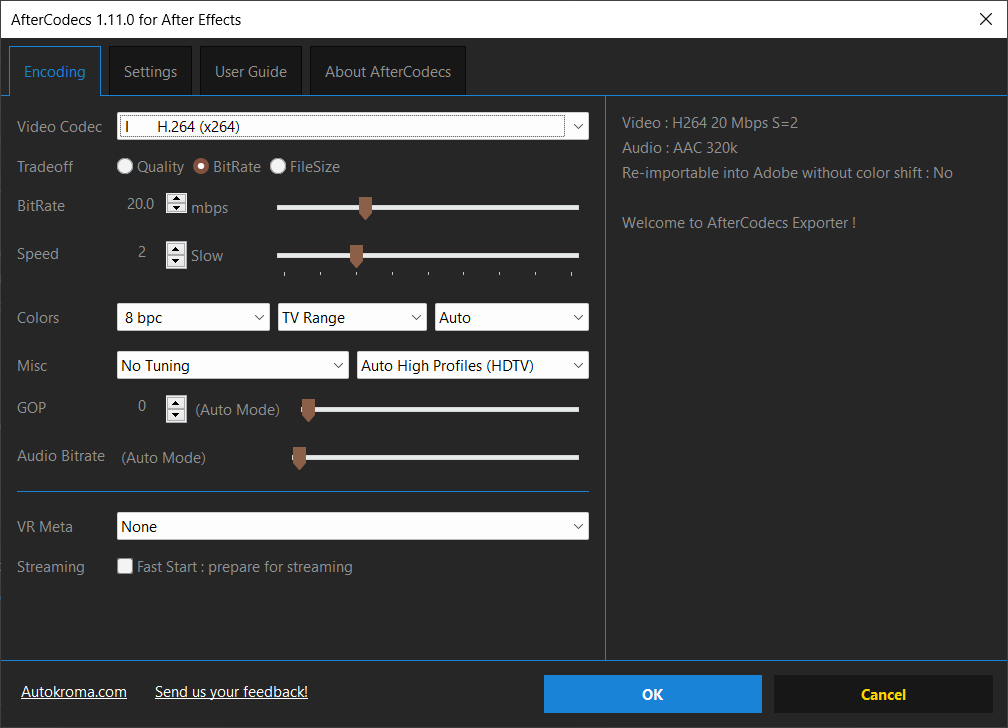 AfterCodecs 1.11.0 for After Effects
Encoding Settings User Guide About AfterCodecs
Video Codec I H.264 (x264)
Tradeoff Quality BitRate FileSize
BitRate 20.0 mbps
Speed 2 Slow
Colors 8 bpc TV Range Auto
Misc No Tuning Auto High Profiles (HDTV)
GOP 0 (Auto Mode)
Audio Bitrate (Auto Mode)
VR Meta None
Streaming Fast Start : prepare for streaming
Video : H264 20 Mbps S=2
Audio : AAC 320k
Re-importable into Adobe without color shift : No
Welcome to AfterCodecs Exporter !
Autokroma.com Send us your feedback! OK Cancel